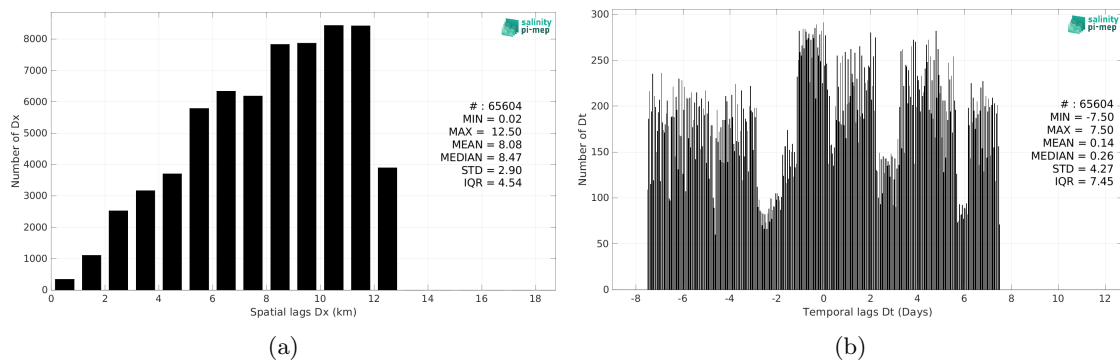 8000
7000
6000
5000
4000
3000
2000
1000
0
Number of Dx
0 2 4 6 8 10 12 14 16 18
Spatial lags Dx (km)
salinity
pi-mep
# : 65604
MIN = 0.02
MAX = 12.50
MEAN = 8.08
MEDIAN = 8.47
STD = 2.90
IQR = 4.54
(a)
300
250
200
150
100
50
0
Number of Dt
-8 -6 -4 -2 0 2 4 6 8 10 12
Temporal lags Dt (Days)
salinity
pi-mep
# : 65604
MIN = -7.50
MAX = 7.50
MEAN = 0.14
MEDIAN = 0.26
STD = 4.27
IQR = 7.45
(b)